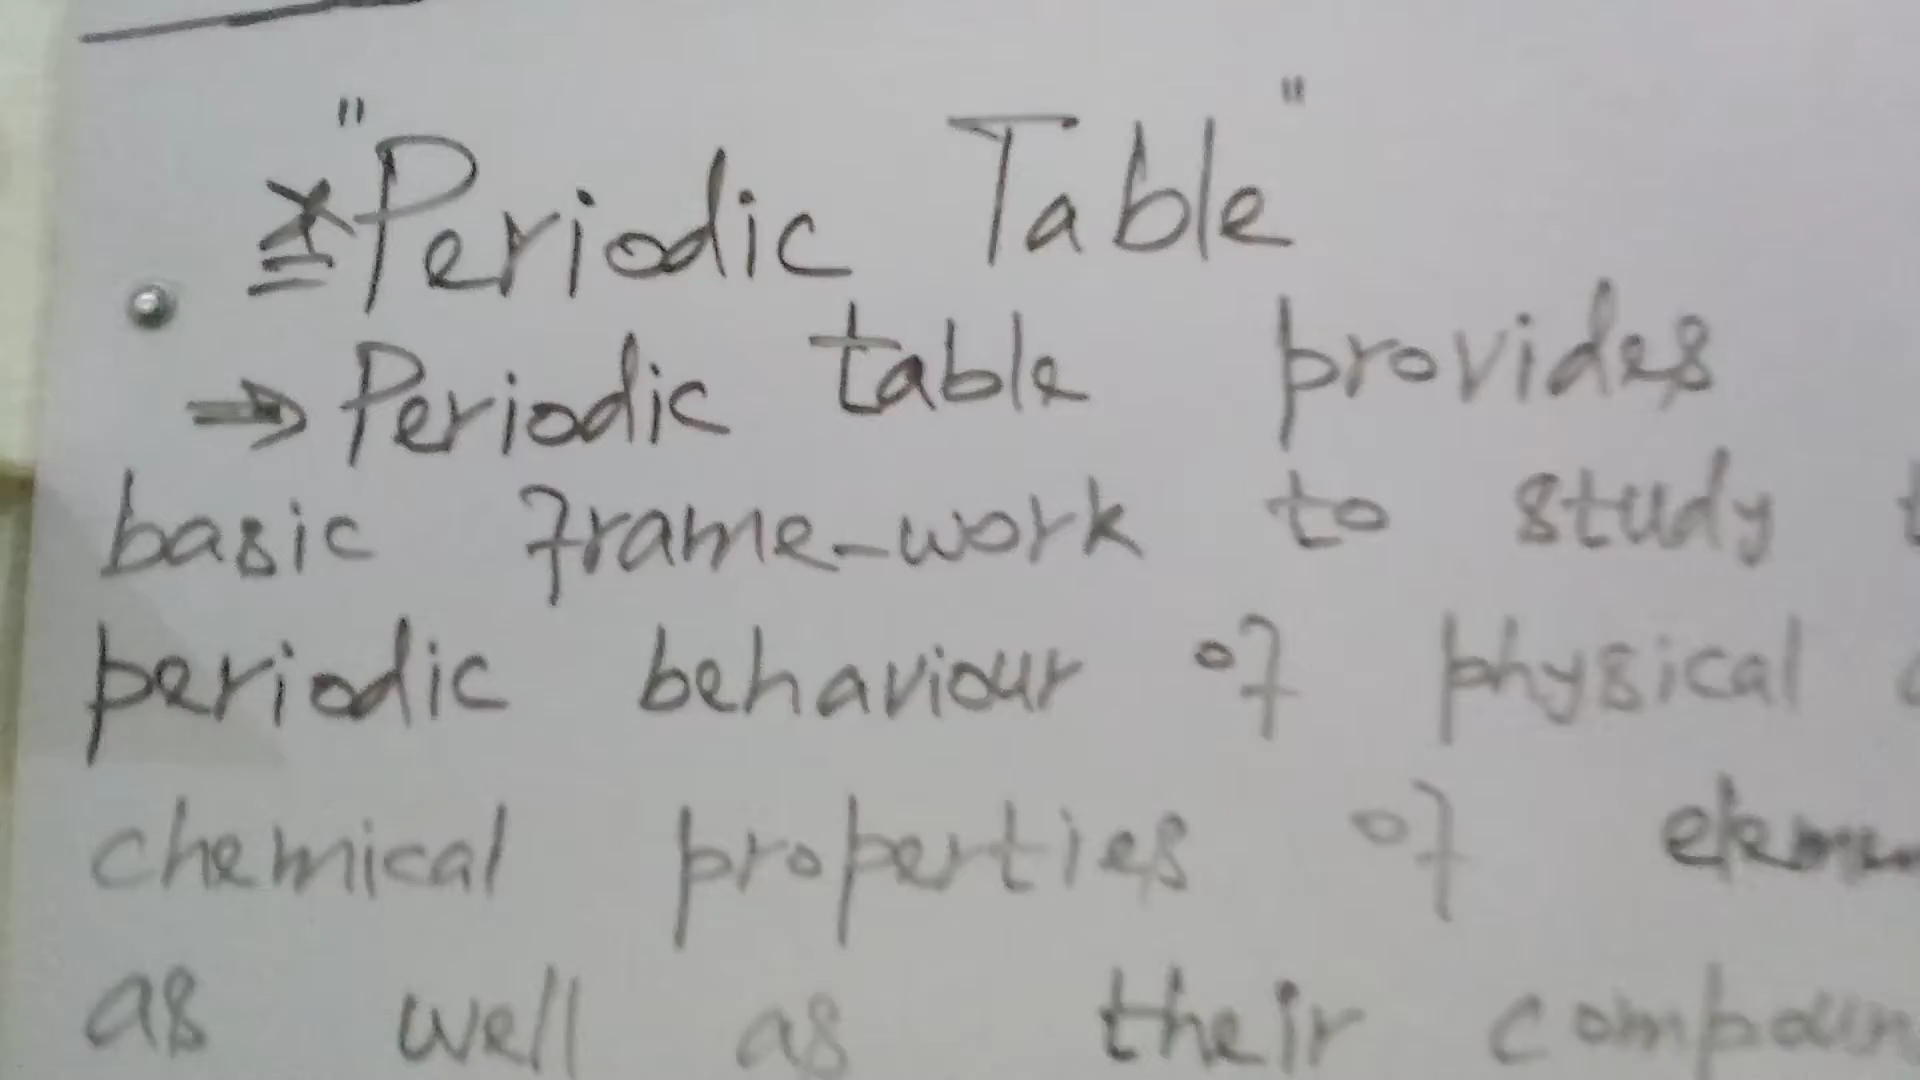 * "Periodic Table"
⇒ Periodic table provides
basic frame-work to study
periodic behaviour of physical
chemical properties of
as well as their